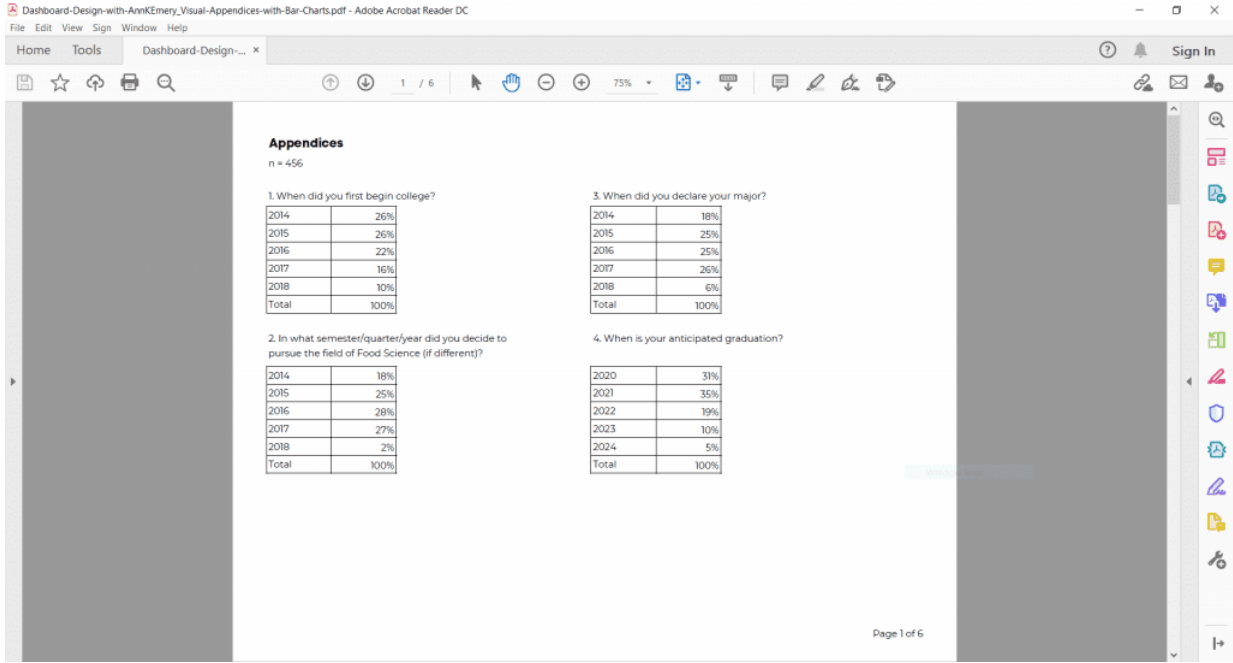 Dashboard-Design-with-AnnKEmery_Visual-Appendices-with-Bar-Charts.pdf - Adobe Acrobat Reader DC
File Edit View Sign Window Help
Home Tools Dashboard-Design-... × Sign In
1 / 6 75%
Appendices
n = 456
1. When did you first begin college?
2014 26%
2015 26%
2016 22%
2017 16%
2018 10%
Total 100%
2. In what semester/quarter/year did you decide to
pursue the field of Food Science (if different)?
2014 18%
2015 25%
2016 28%
2017 27%
2018 2%
Total 100%
3. When did you declare your major?
2014 18%
2015 25%
2016 25%
2017 26%
2018 6%
Total 100%
4. When is your anticipated graduation?
2020 31%
2021 35%
2022 19%
2023 10%
2024 5%
Total 100%
Page 1 of 6